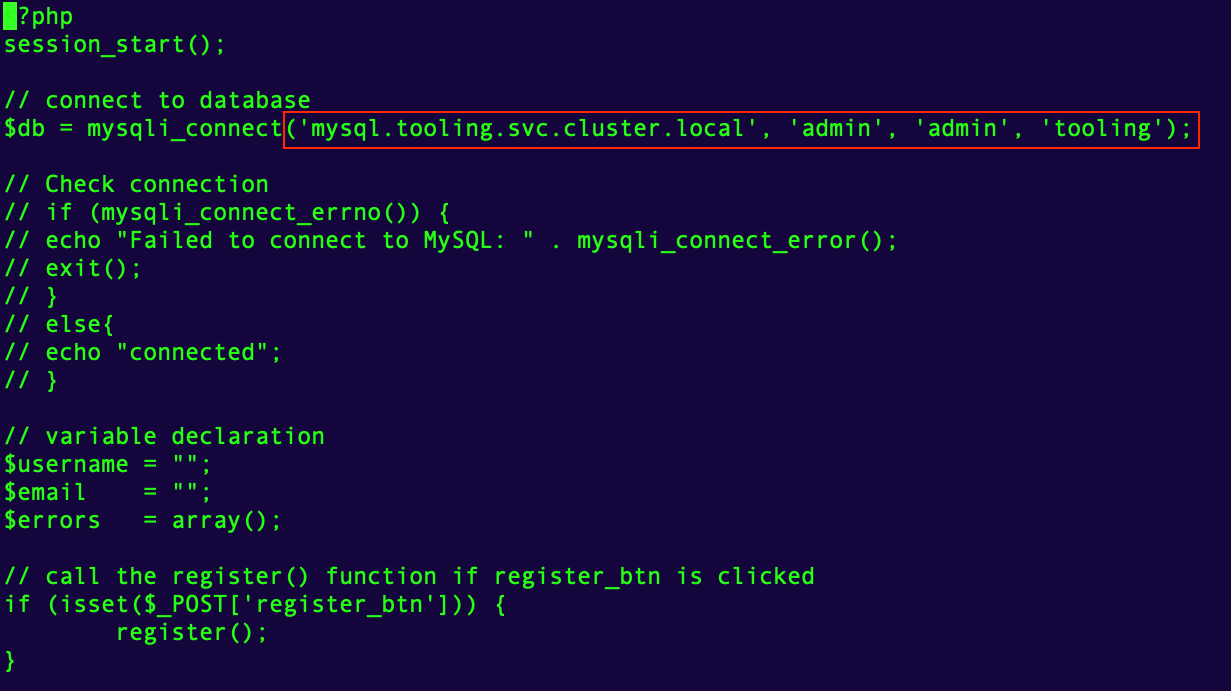 <?php
session_start();
// connect to database
$db = mysqli_connect('mysql.tooling.svc.cluster.local', 'admin', 'admin', 'tooling');
// Check connection
// if (mysqli_connect_errno()) {
// echo "Failed to connect to MySQL: " . mysqli_connect_error();
// exit();
// }
// else{
// echo "connected";
// }
// variable declaration
$username = "";
$email    = "";
$errors   = array();
// call the register() function if register_btn is clicked
if (isset($_POST['register_btn'])) {
        register();
}